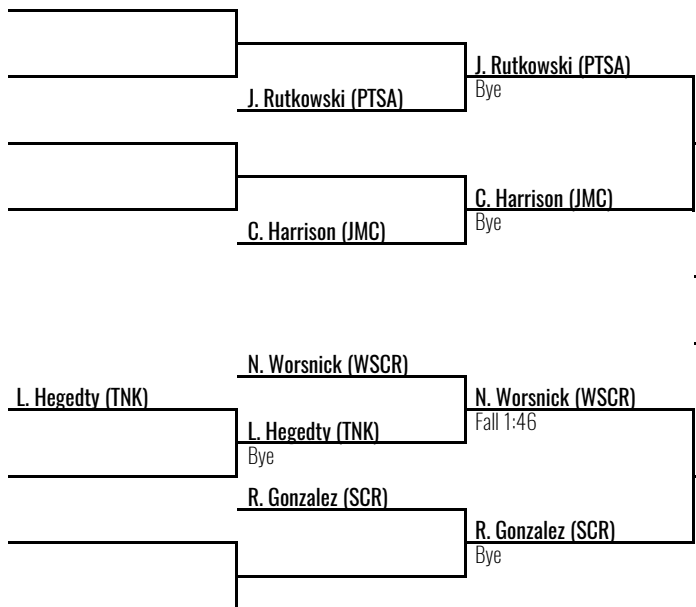 J. Rutkowski (PTSA)
J. Rutkowski (PTSA)
Bye
C. Harrison (JMC)
C. Harrison (JMC)
Bye
N. Worsnick (WSCR)
L. Hegedty (TNK)
N. Worsnick (WSCR)
Fall 1:46
L. Hegedty (TNK)
Bye
R. Gonzalez (SCR)
R. Gonzalez (SCR)
Bye